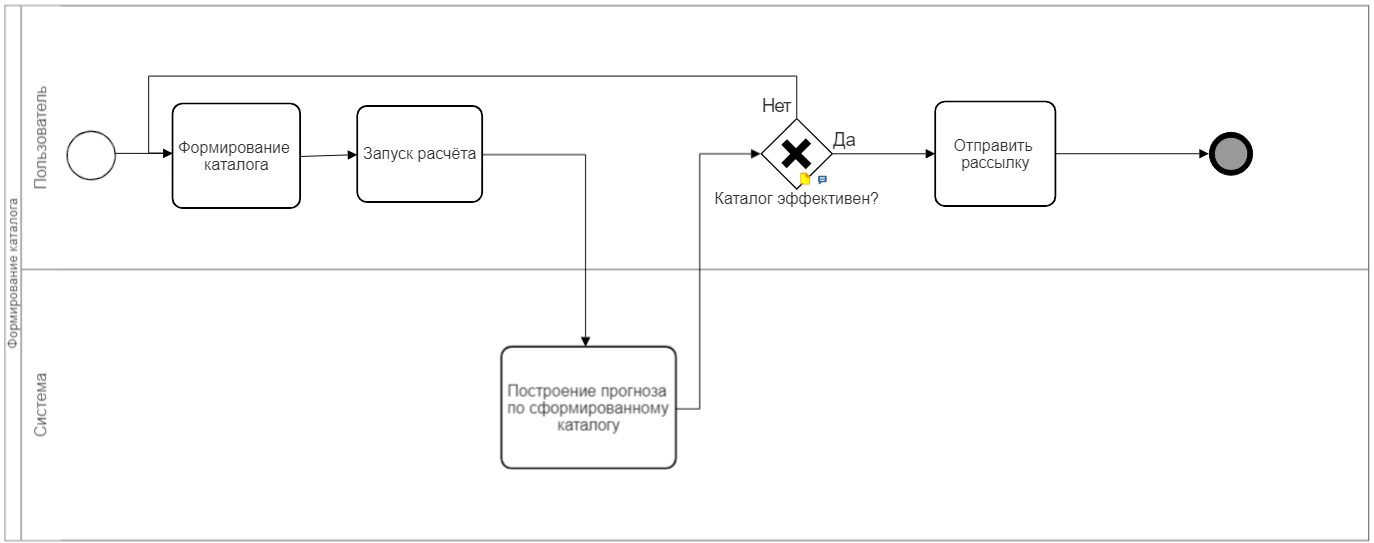 Формирование каталога
Пользователь
Формирование
каталога
Запуск расчёта
Нет
Да
Каталог эффективен?
Отправить
рассылку
Система
Построение прогноза
по сформированному
каталогу